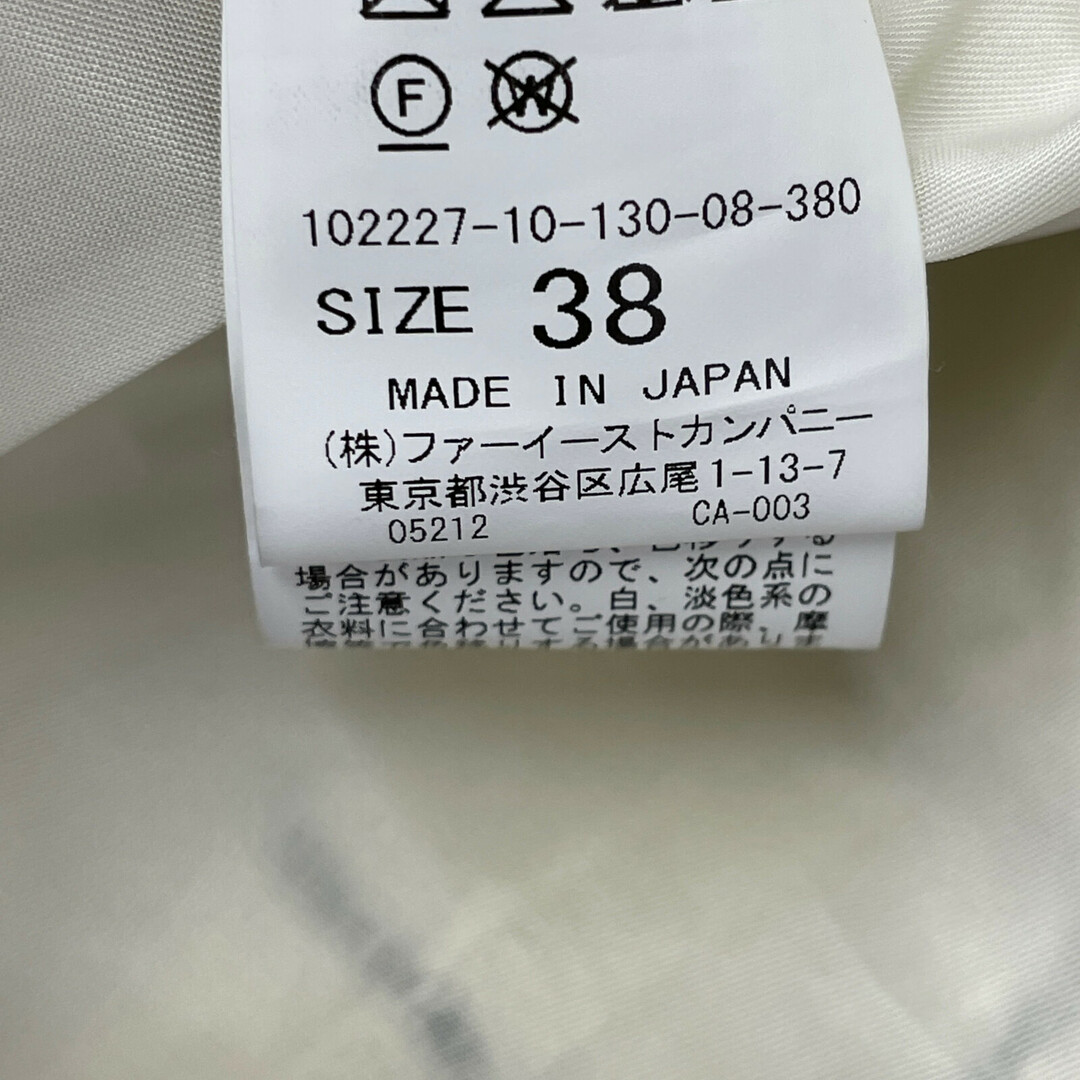 F
W
102227-10-130-08-380
SIZE 38
MADE IN JAPAN
(株)ファーイーストカンパニー
東京都渋谷区広尾1-13-7
05212 CA-003
場合がありますので、次の点に
ご注意ください。白、淡色系の
衣料に合わせてご使用の際、摩